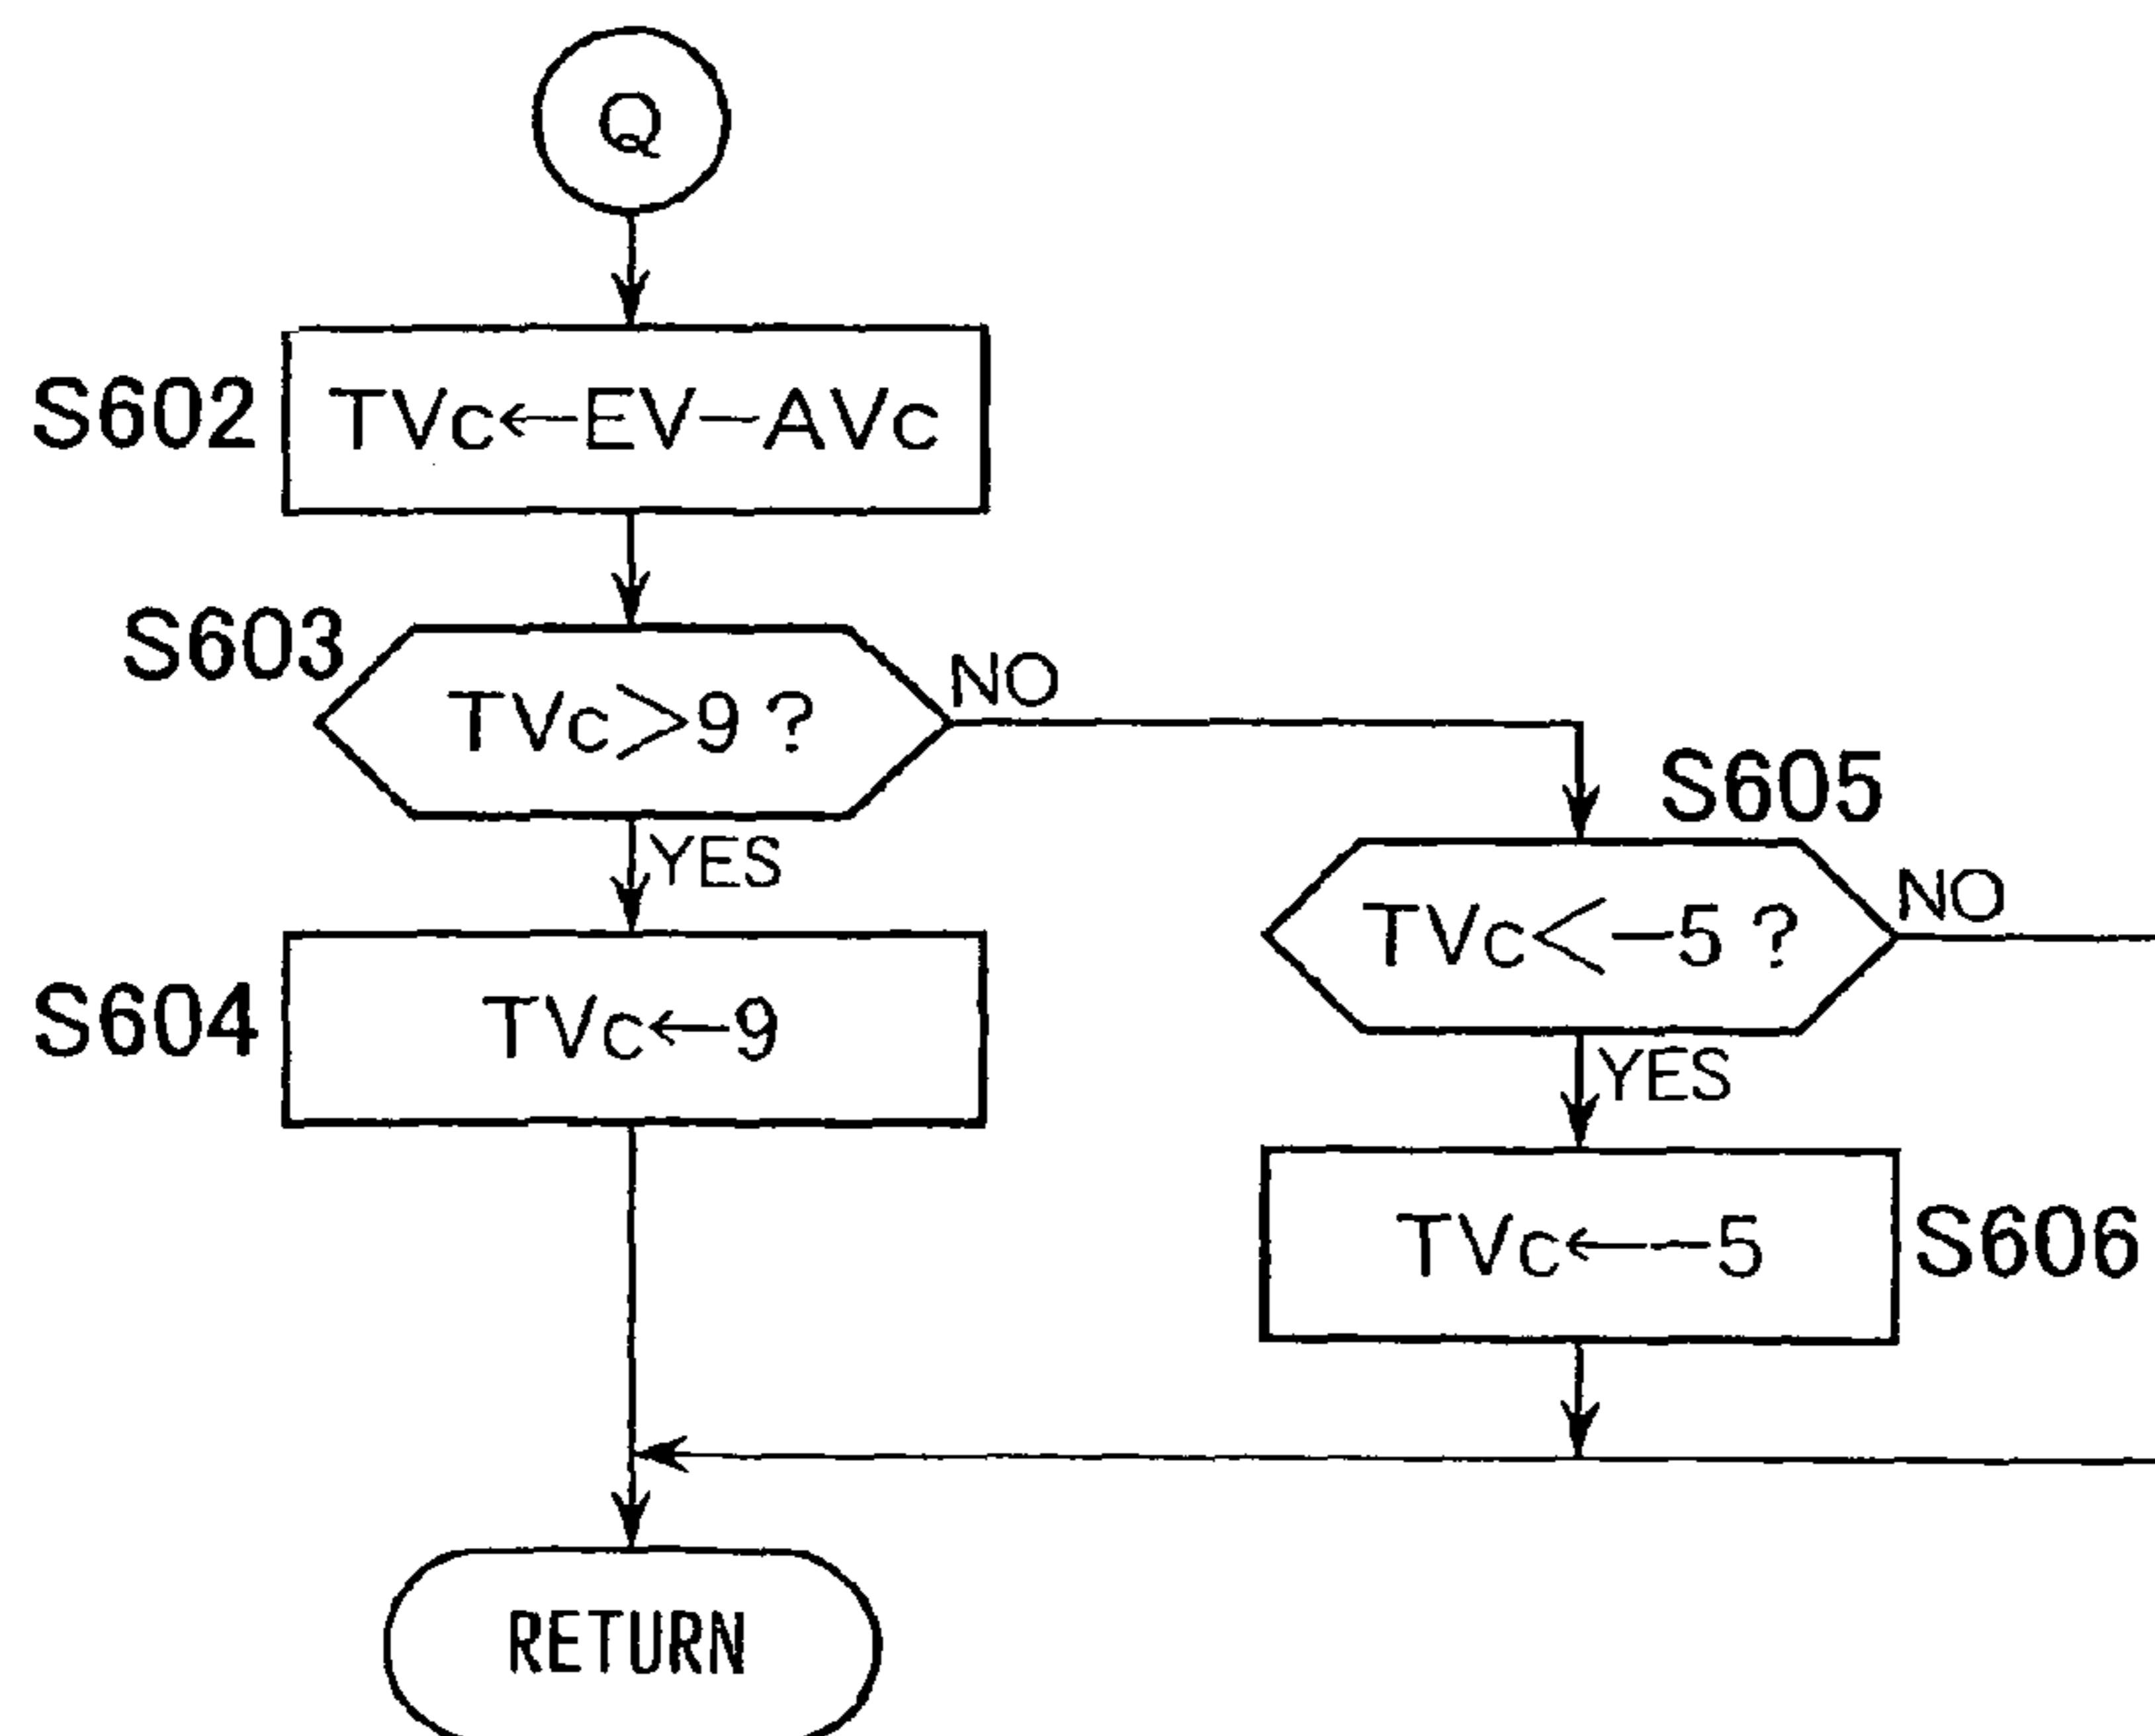 Q
S602
TVc←EV−AVc
S603
TVc>9?
NO
YES
S605
TVc<−5?
NO
YES
S604
TVc←9
TVc←−5
S606
RETURN